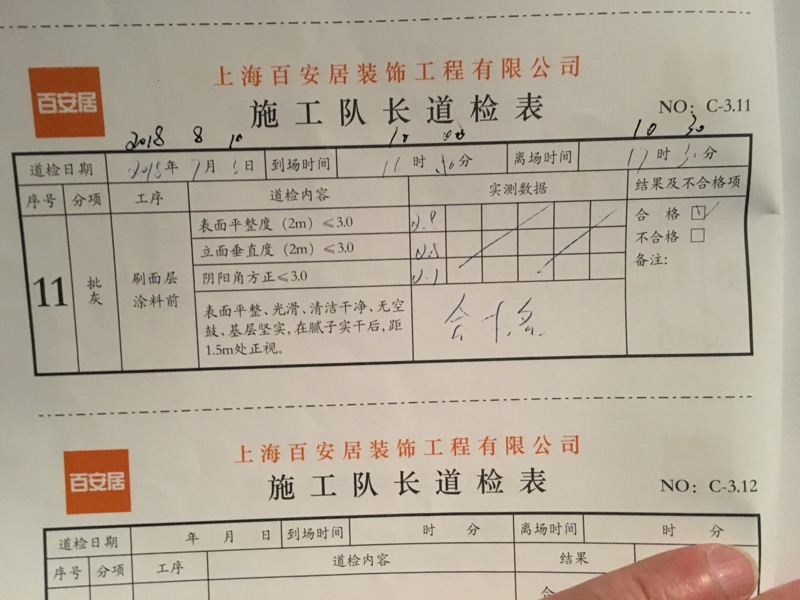 百安居
上海百安居装饰工程有限公司
施工队长道检表 NO: C-3.11
2018 8 10 10 30
道检日期 2018年 月 日 到场时间 11时 分 离场时间 17时 分
序号 分项 工序 道检内容 实测数据 结果及不合格项
11 批灰 刷面层涂料前
表面平整度（2m）≤3.0 0.8
立面垂直度（2m）≤3.0 0.5
阴阳角方正≤3.0 0.1
表面平整、光滑、清洁干净、无空
鼓、基层坚实，在腻子实干后，距
1.5m处正视。
合格
合 格 ☑
不合格 □
备注:
百安居
上海百安居装饰工程有限公司
施工队长道检表 NO: C-3.12
道检日期 年 月 日 到场时间 时 分 离场时间 时 分
序号 分项 工序 道检内容 结果
合